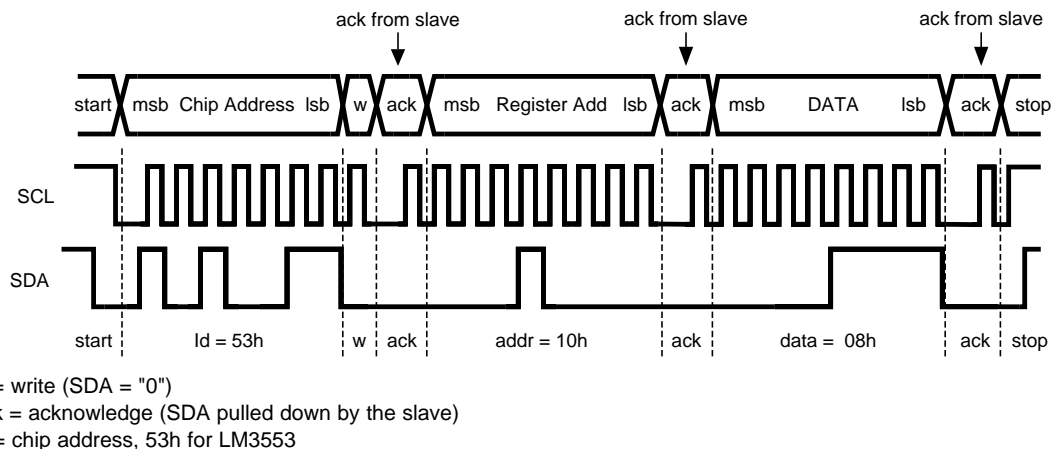 ack from slave ack from slave ack from slave
start msb Chip Address lsb w ack msb Register Add lsb ack msb DATA lsb ack stop
SCL
SDA
start Id = 53h w ack addr = 10h ack data = 08h ack stop
= write (SDA = "0")
= acknowledge (SDA pulled down by the slave)
= chip address, 53h for LM3553